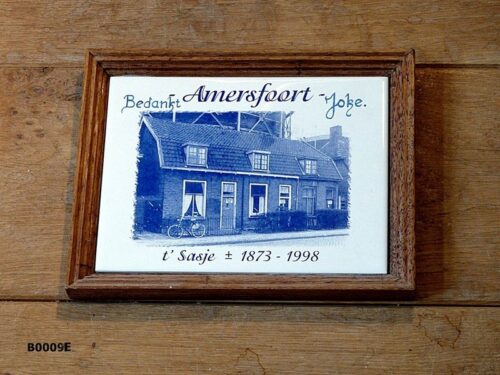 - Amersfoort -
Bedankt Joke.
t' Sasje ± 1873 - 1998
B0009E